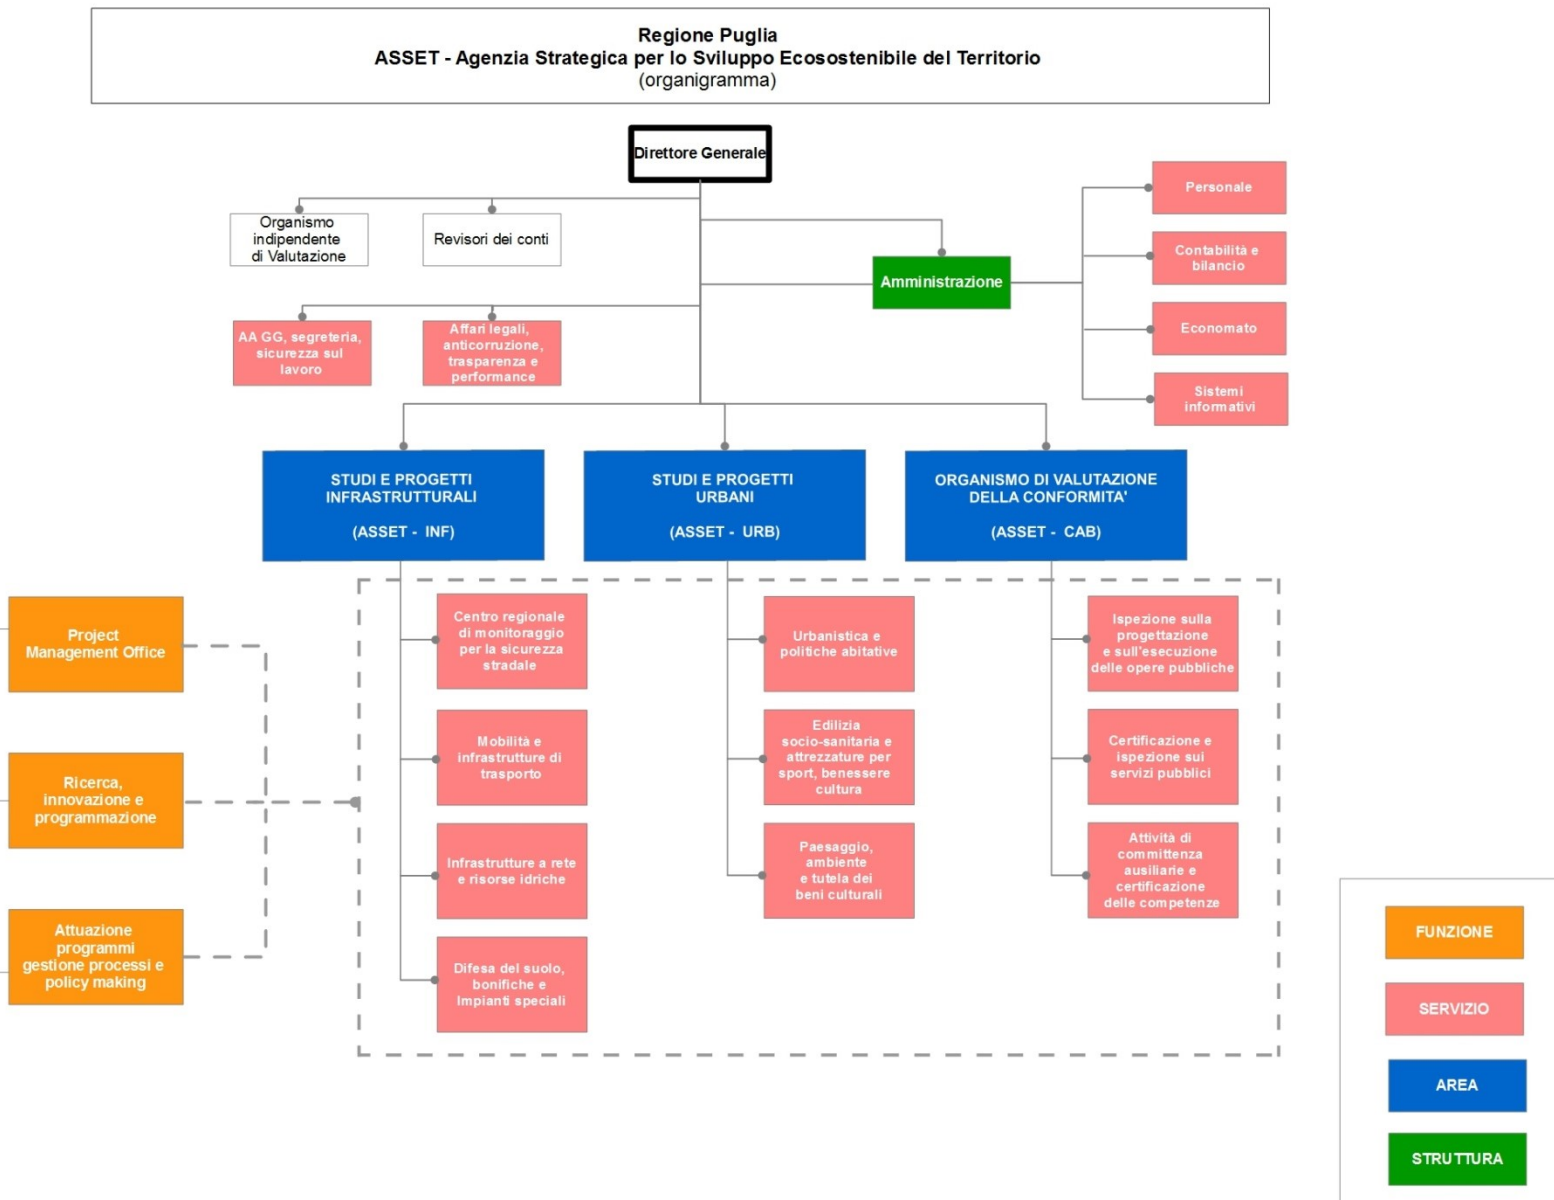 Regione Puglia
ASSET - Agenzia Strategica per lo Sviluppo Ecosostenibile del Territorio
(organigramma)
Direttore Generale
Organismo
indipendente
di Valutazione
Revisori dei conti
Amministrazione
Personale
Contabilità e
bilancio
Economato
Sistemi
informativi
AA GG, segreteria,
sicurezza sul
lavoro
Affari legali,
anticorruzione,
trasparenza e
performance
STUDI E PROGETTI
INFRASTRUTTURALI
(ASSET - INF)
STUDI E PROGETTI
URBANI
(ASSET - URB)
ORGANISMO DI VALUTAZIONE
DELLA CONFORMITA'
(ASSET - CAB)
Project
Management Office
Ricerca,
innovazione e
programmazione
Attuazione
programmi
gestione processi e
policy making
Centro regionale
di monitoraggio
per la sicurezza
stradale
Mobilità e
infrastrutture di
trasporto
Infrastrutture a rete
e risorse idriche
Difesa del suolo,
bonifiche e
Impianti speciali
Urbanistica e
politiche abitative
Edilizia
socio-sanitaria e
attrezzature per
sport, benessere
cultura
Paesaggio,
ambiente
e tutela dei
beni culturali
Ispezione sulla
progettazione
e sull'esecuzione
delle opere pubbliche
Certificazione e
ispezione sui
servizi pubblici
Attività di
committenza
ausiliarie e
certificazione
delle competenze
FUNZIONE
SERVIZIO
AREA
STRUTTURA